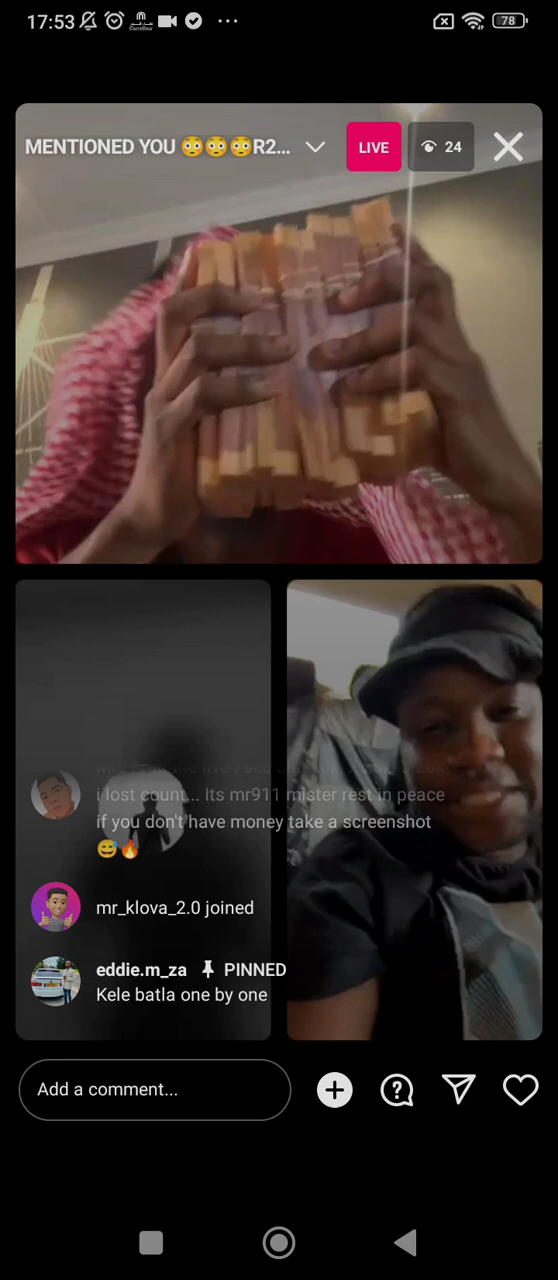 17:53
Carrefour
78
MENTIONED YOU 😳😳😳R2...
LIVE
24
i lost count... Its mr911 mister rest in peace
if you don't have money take a screenshot
😅🔥
mr_klova_2.0 joined
eddie.m_za PINNED
Kele batla one by one
Add a comment...